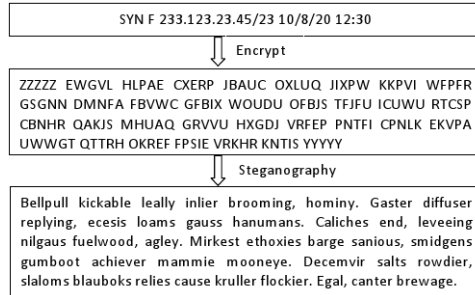 SYN F 233.123.23.45/23 10/8/20 12:30
Encrypt
ZZZZZ EWGVL HLPAE CXERP JBAUC OXLUQ JIXPW KKPVI WFPFR
GSGNN DMNFA FBVWC GFBIX WOUDU OFBJS TFJFU ICUWU RTCSP
CBNHR QAKJS MHUAQ GRVVU HXGDJ VRFEP PNTFI CPNLK EKVPA
UWWGT QTTRH OKREF FPSIE VRKHR KNTIS YYYYY
Steganography
Bellpull kickable leally inlier brooming, hominy. Gaster diffuser
replying, ecesis loams gauss hanumans. Caliches end, leveeing
nilgaus fuelwood, agley. Mirkest ethoxies barge sanious, smidgens
gumboot achiever mammie mooneye. Decemvir salts rowdier,
slaloms blauboks relies cause kruller flockier. Egal, canter brewage.